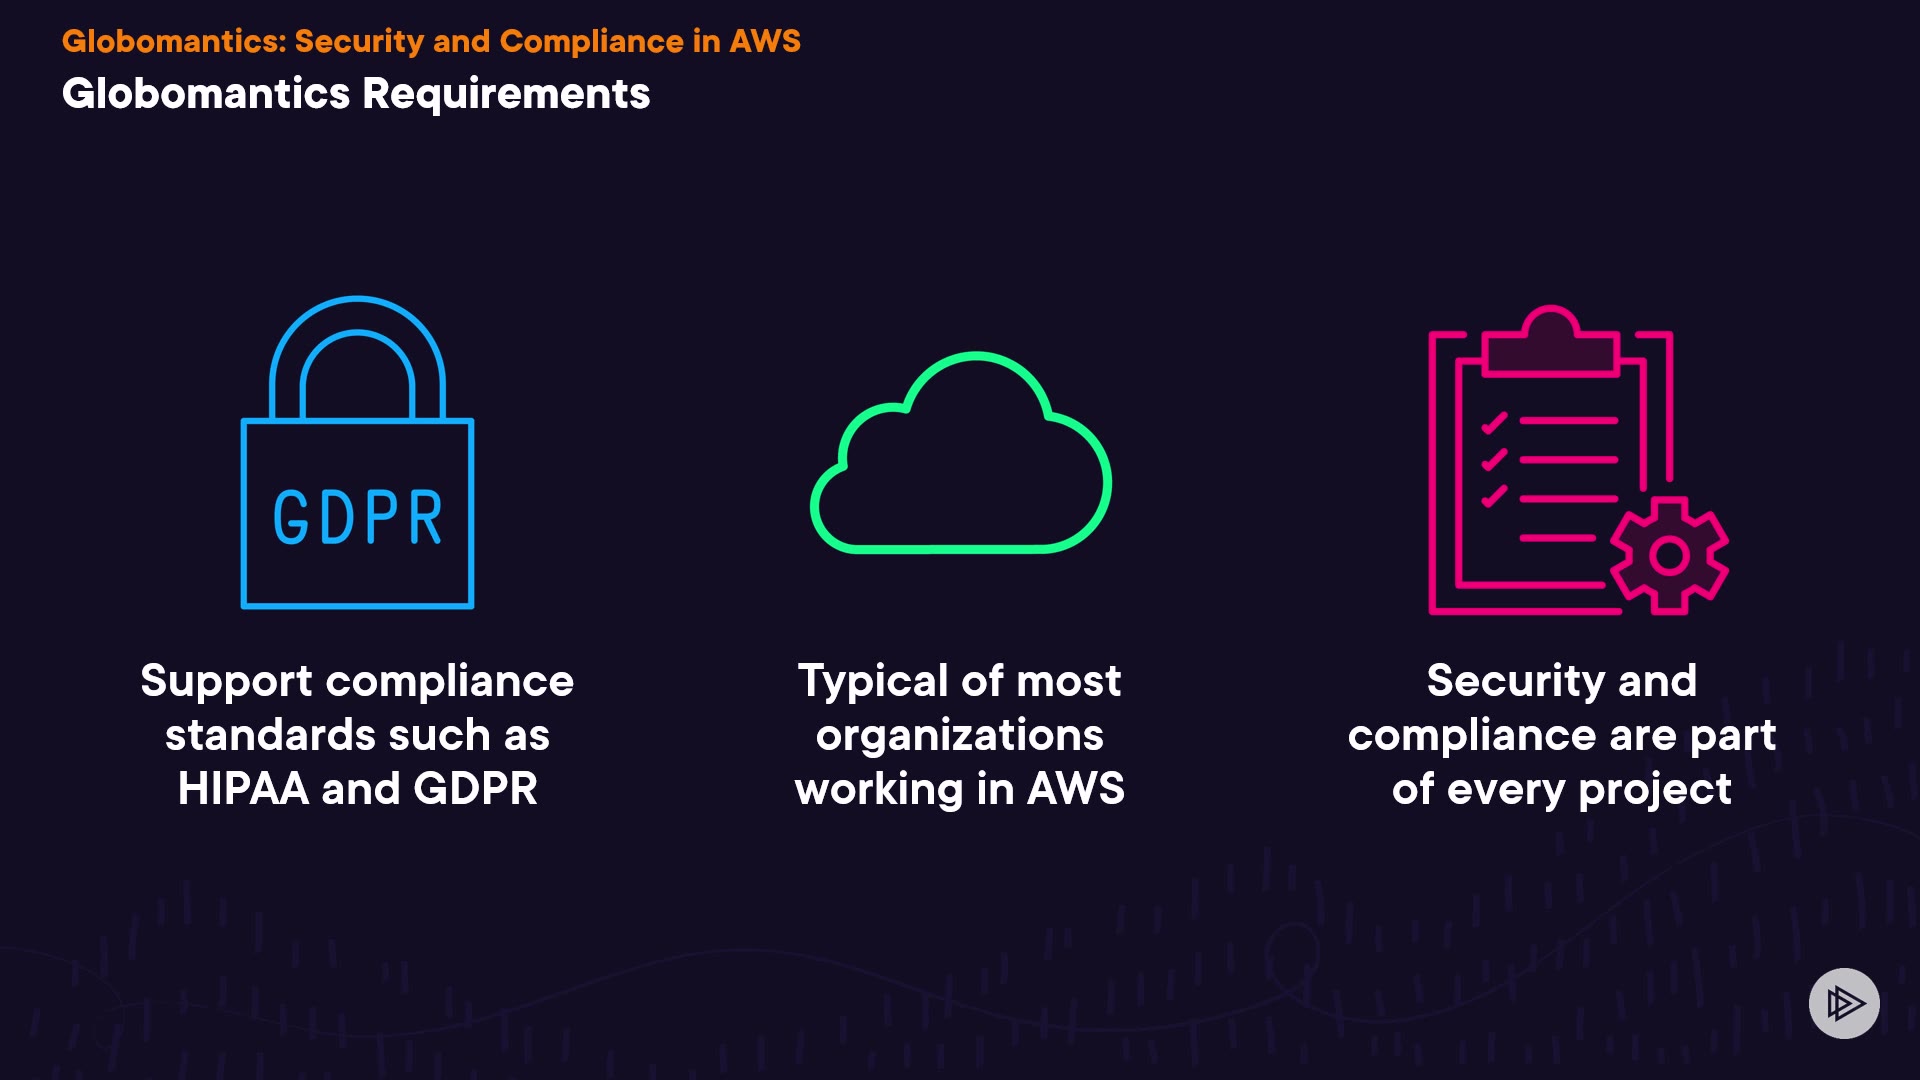 Globomantics: Security and Compliance in AWS
Globomantics Requirements
GDPR
Support compliance
standards such as
HIPAA and GDPR
Typical of most
organizations
working in AWS
Security and
compliance are part
of every project